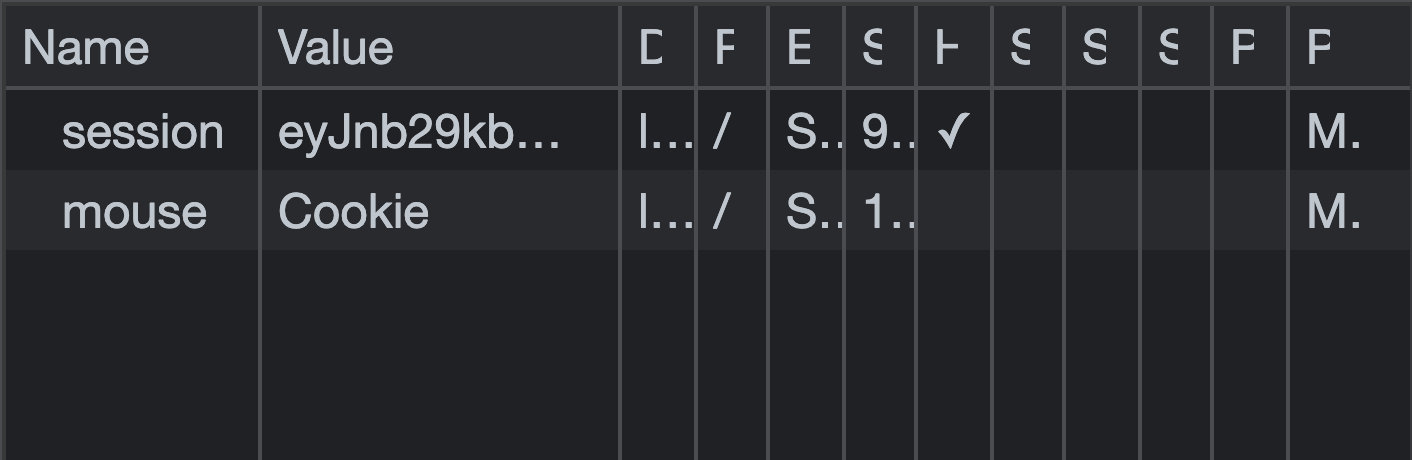 Name Value D P E S H S S S P P
session eyJnb29kb... l... / S.. 9.. ✓ M.
mouse Cookie l... / S.. 1.. M.